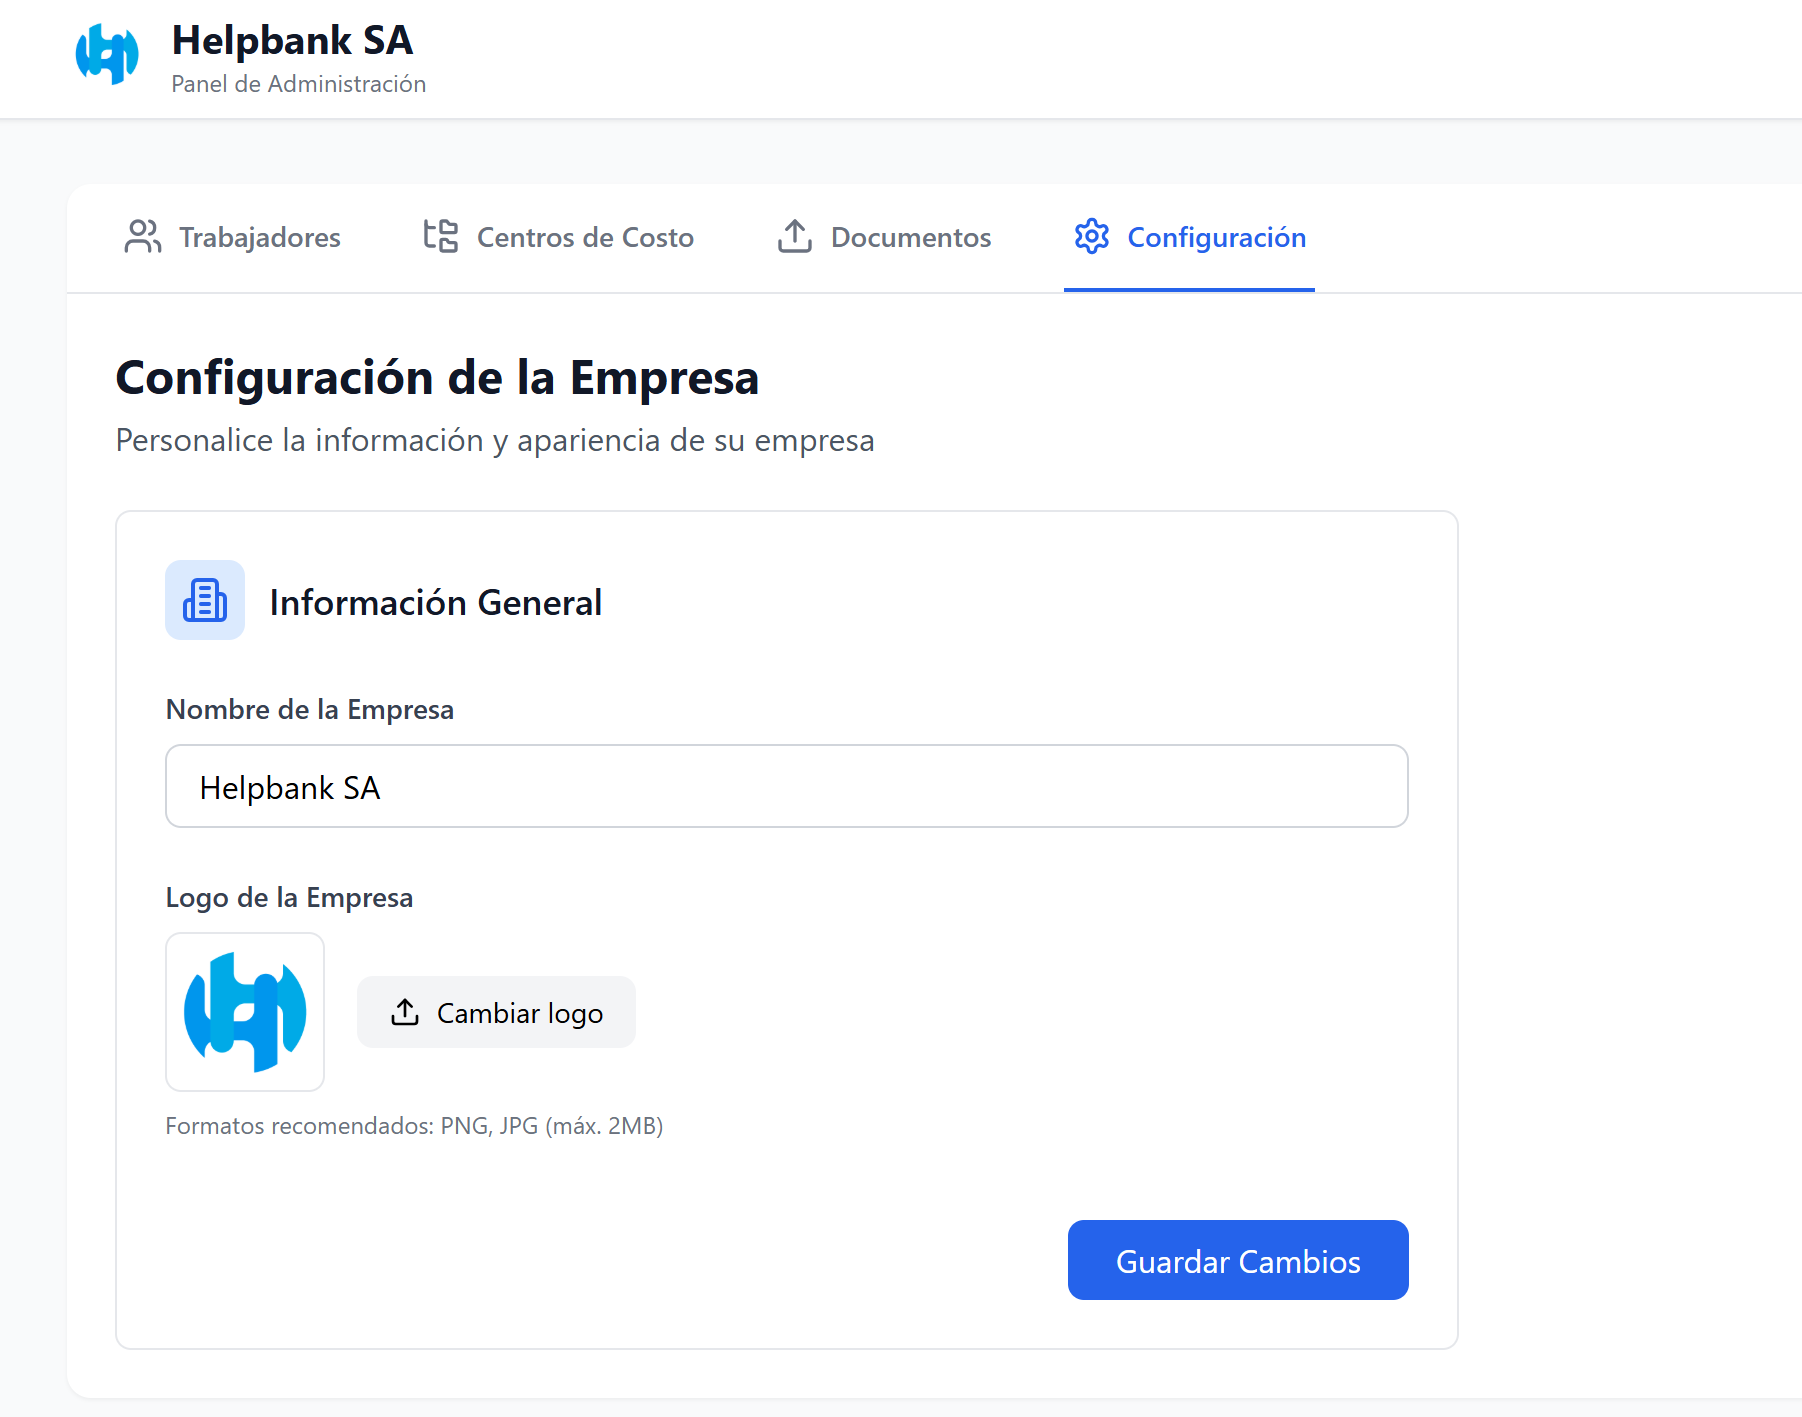 Helpbank SA
Panel de Administración
Trabajadores
Centros de Costo
Documentos
Configuración
Configuración de la Empresa
Personalice la información y apariencia de su empresa
Información General
Nombre de la Empresa
Helpbank SA
Logo de la Empresa
Cambiar logo
Formatos recomendados: PNG, JPG (máx. 2MB)
Guardar Cambios